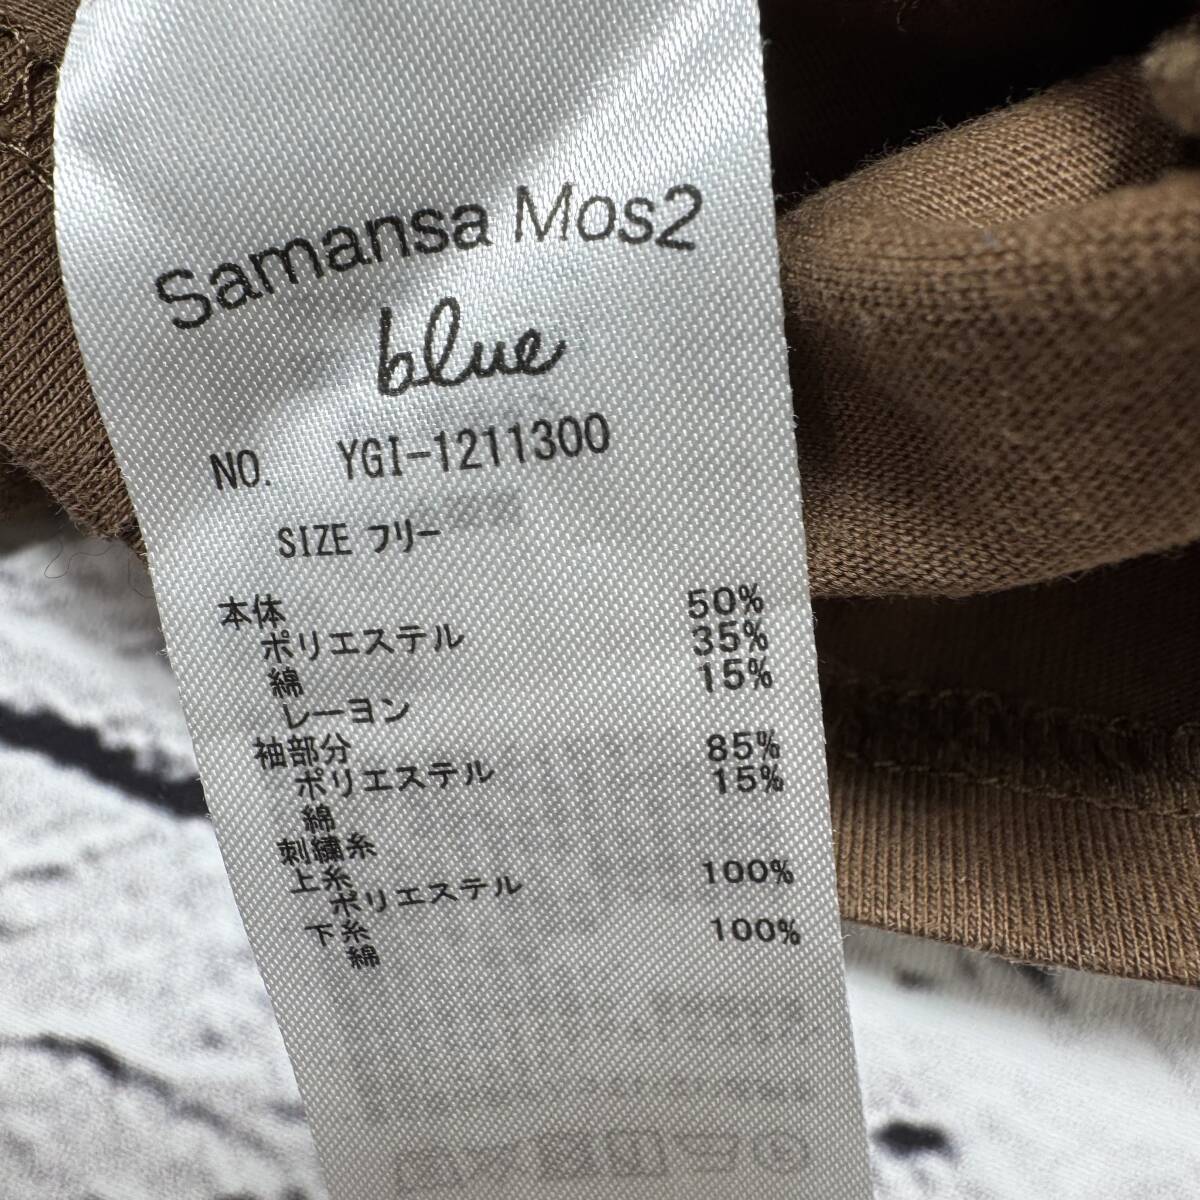 Samansa Mos2
blue
NO. YGI-1211300
SIZE フリー
本体
ポリエステル 50%
綿 35%
レーヨン 15%
袖部分
ポリエステル 85%
綿 15%
刺繍糸
上糸
ポリエステル 100%
下糸
綿 100%